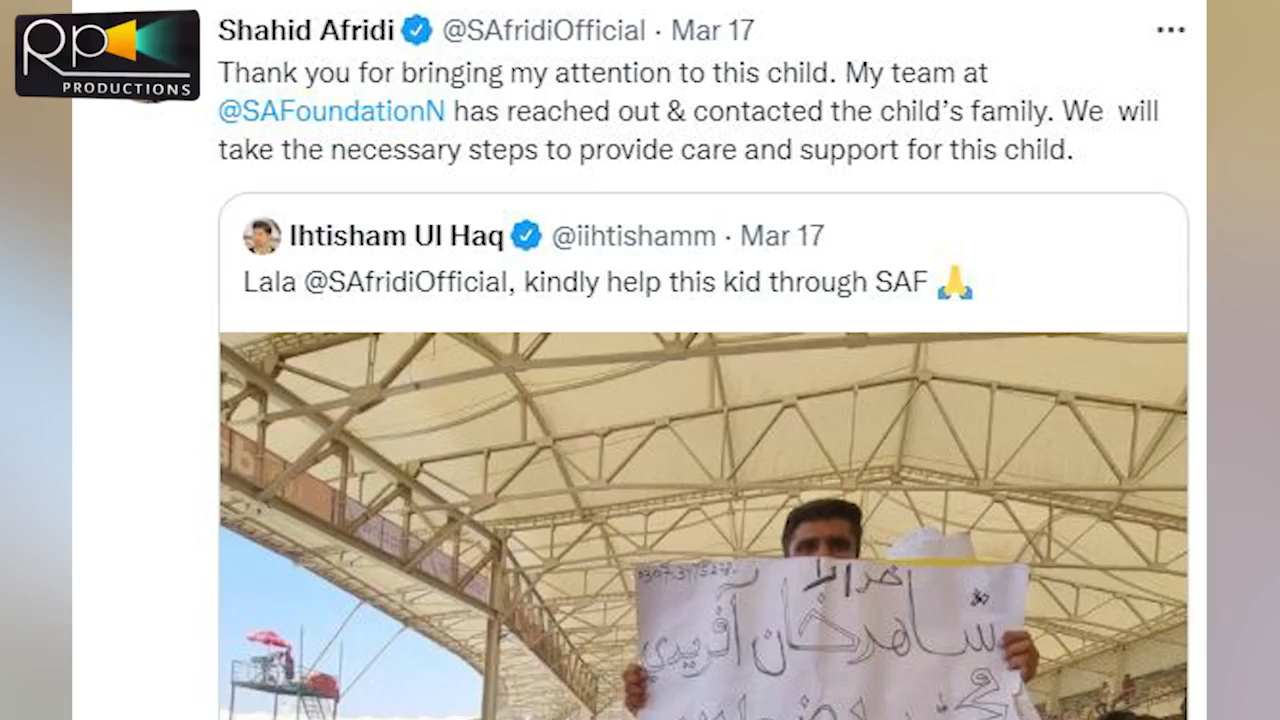 RP
PRODUCTIONS
Shahid Afridi @SAfridiOfficial · Mar 17
Thank you for bringing my attention to this child. My team at
@SAFoundationN has reached out & contacted the child's family. We will
take the necessary steps to provide care and support for this child.
Ihtisham Ul Haq @iihtishamm · Mar 17
Lala @SAfridiOfficial, kindly help this kid through SAF 🙏
شاہد خان آفریدی